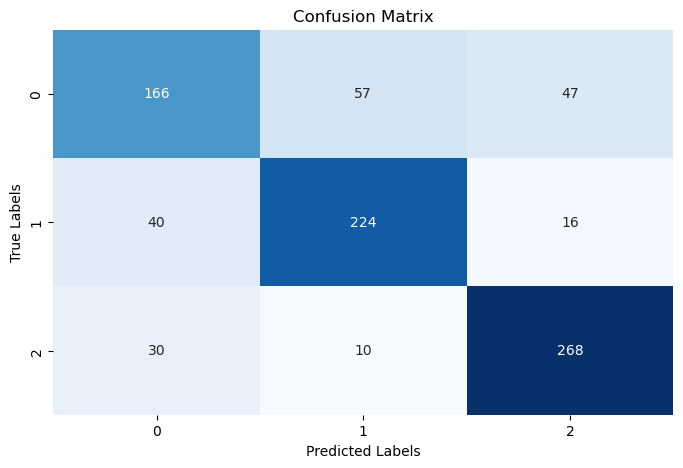 Confusion Matrix
True Labels
0
166 57 47
1
40 224 16
2
30 10 268
0 1 2
Predicted Labels